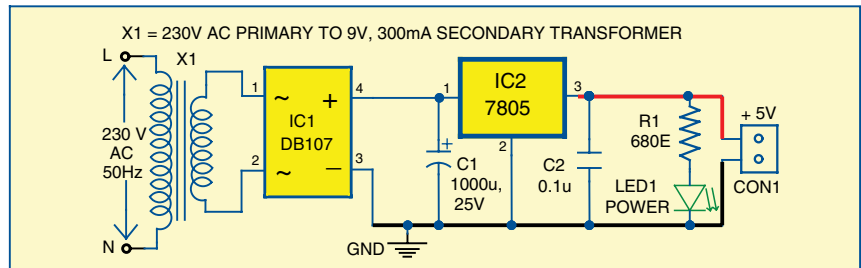 X1 = 230V AC PRIMARY TO 9V, 300mA SECONDARY TRANSFORMER
L
X1
230 V
AC
50Hz
N
1
2
~
~
+
–
IC1
DB107
4
3
C1
1000u,
25V
+
GND
1
IC2
7805
2
3
C2
0.1u
R1
680E
LED1
POWER
+ 5V
CON1